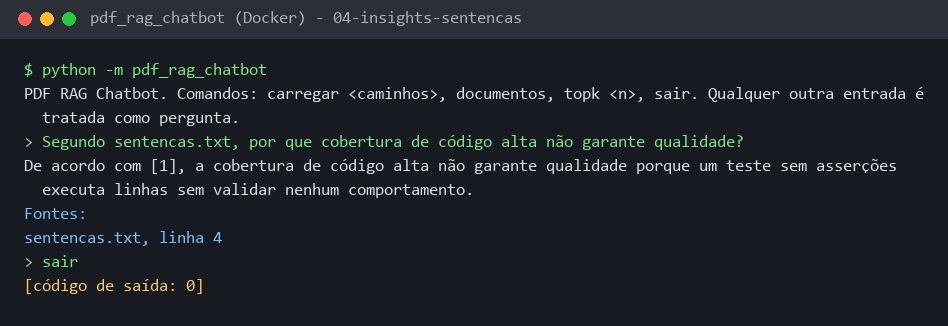 pdf_rag_chatbot (Docker) - 04-insights-sentencas
$ python -m pdf_rag_chatbot
PDF RAG Chatbot. Comandos: carregar <caminhos>, documentos, topk <n>, sair. Qualquer outra entrada é
tratada como pergunta.
> Segundo sentencas.txt, por que cobertura de código alta não garante qualidade?
De acordo com [1], a cobertura de código alta não garante qualidade porque um teste sem asserções
executa linhas sem validar nenhum comportamento.
Fontes:
sentencas.txt, linha 4
> sair
[código de saída: 0]